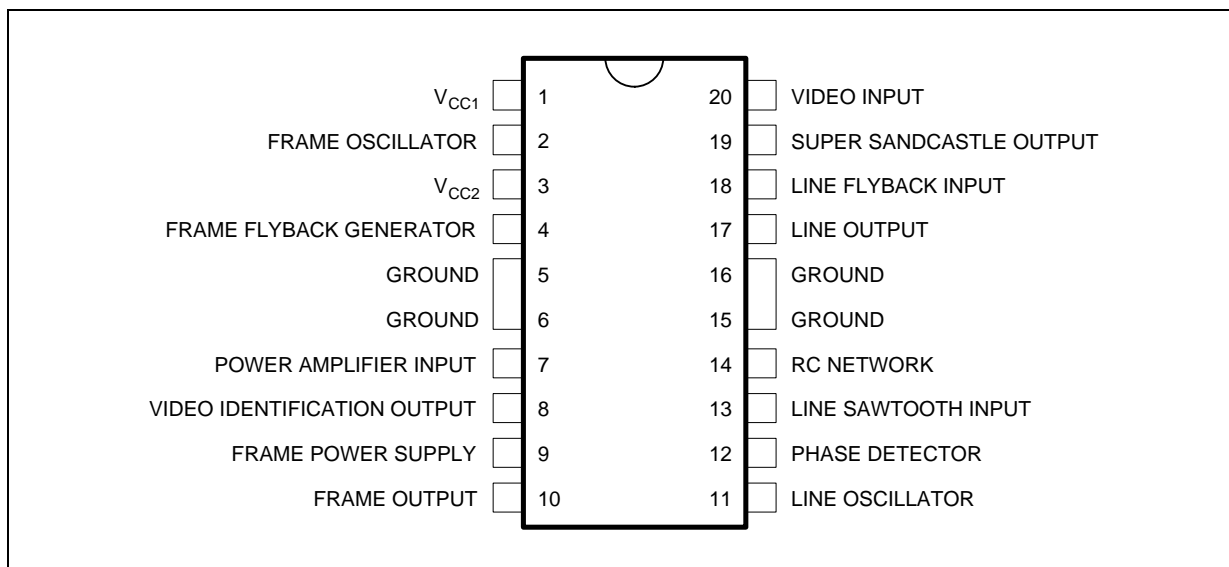 V_CC1 1 20 VIDEO INPUT
FRAME OSCILLATOR 2 19 SUPER SANDCASTLE OUTPUT
V_CC2 3 18 LINE FLYBACK INPUT
FRAME FLYBACK GENERATOR 4 17 LINE OUTPUT
GROUND 5 16 GROUND
GROUND 6 15 GROUND
POWER AMPLIFIER INPUT 7 14 RC NETWORK
VIDEO IDENTIFICATION OUTPUT 8 13 LINE SAWTOOTH INPUT
FRAME POWER SUPPLY 9 12 PHASE DETECTOR
FRAME OUTPUT 10 11 LINE OSCILLATOR